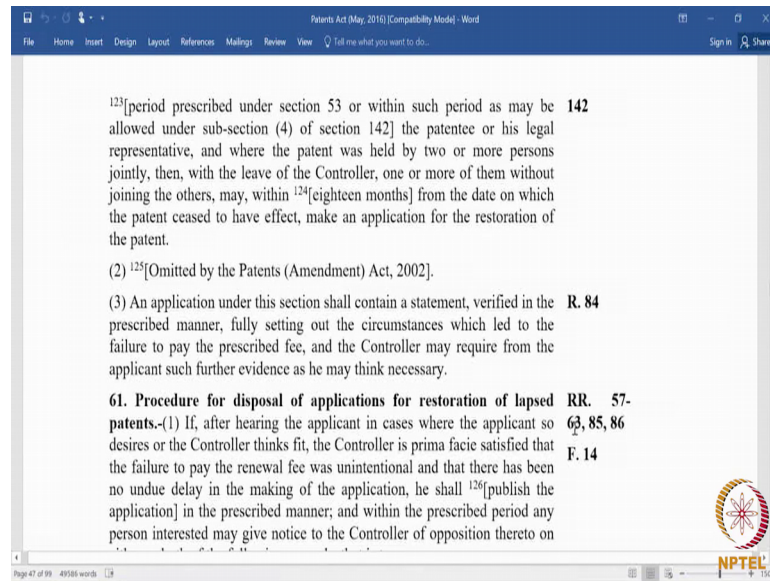 Patents Act (May, 2016) [Compatibility Mode] - Word
File Home Insert Design Layout References Mailings Review View Tell me what you want to do... Sign in Share
123[period prescribed under section 53 or within such period as may be 142
allowed under sub-section (4) of section 142] the patentee or his legal
representative, and where the patent was held by two or more persons
jointly, then, with the leave of the Controller, one or more of them without
joining the others, may, within 124[eighteen months] from the date on which
the patent ceased to have effect, make an application for the restoration of
the patent.
(2) 125[Omitted by the Patents (Amendment) Act, 2002].
(3) An application under this section shall contain a statement, verified in the R. 84
prescribed manner, fully setting out the circumstances which led to the
failure to pay the prescribed fee, and the Controller may require from the
applicant such further evidence as he may think necessary.
61. Procedure for disposal of applications for restoration of lapsed RR. 57-
patents.-(1) If, after hearing the applicant in cases where the applicant so 63, 85, 86
desires or the Controller thinks fit, the Controller is prima facie satisfied that
the failure to pay the renewal fee was unintentional and that there has been F. 14
no undue delay in the making of the application, he shall 126[publish the
application] in the prescribed manner; and within the prescribed period any
person interested may give notice to the Controller of opposition thereto on
NPTEL
Page 47 of 99 49586 words